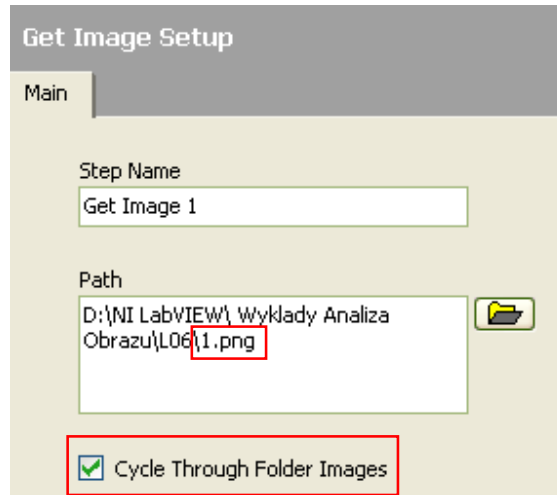 Get Image Setup
Main
Step Name
Get Image 1
Path
D:\NI LabVIEW\ Wyklady Analiza
Obrazu\L06\1.png
Cycle Through Folder Images